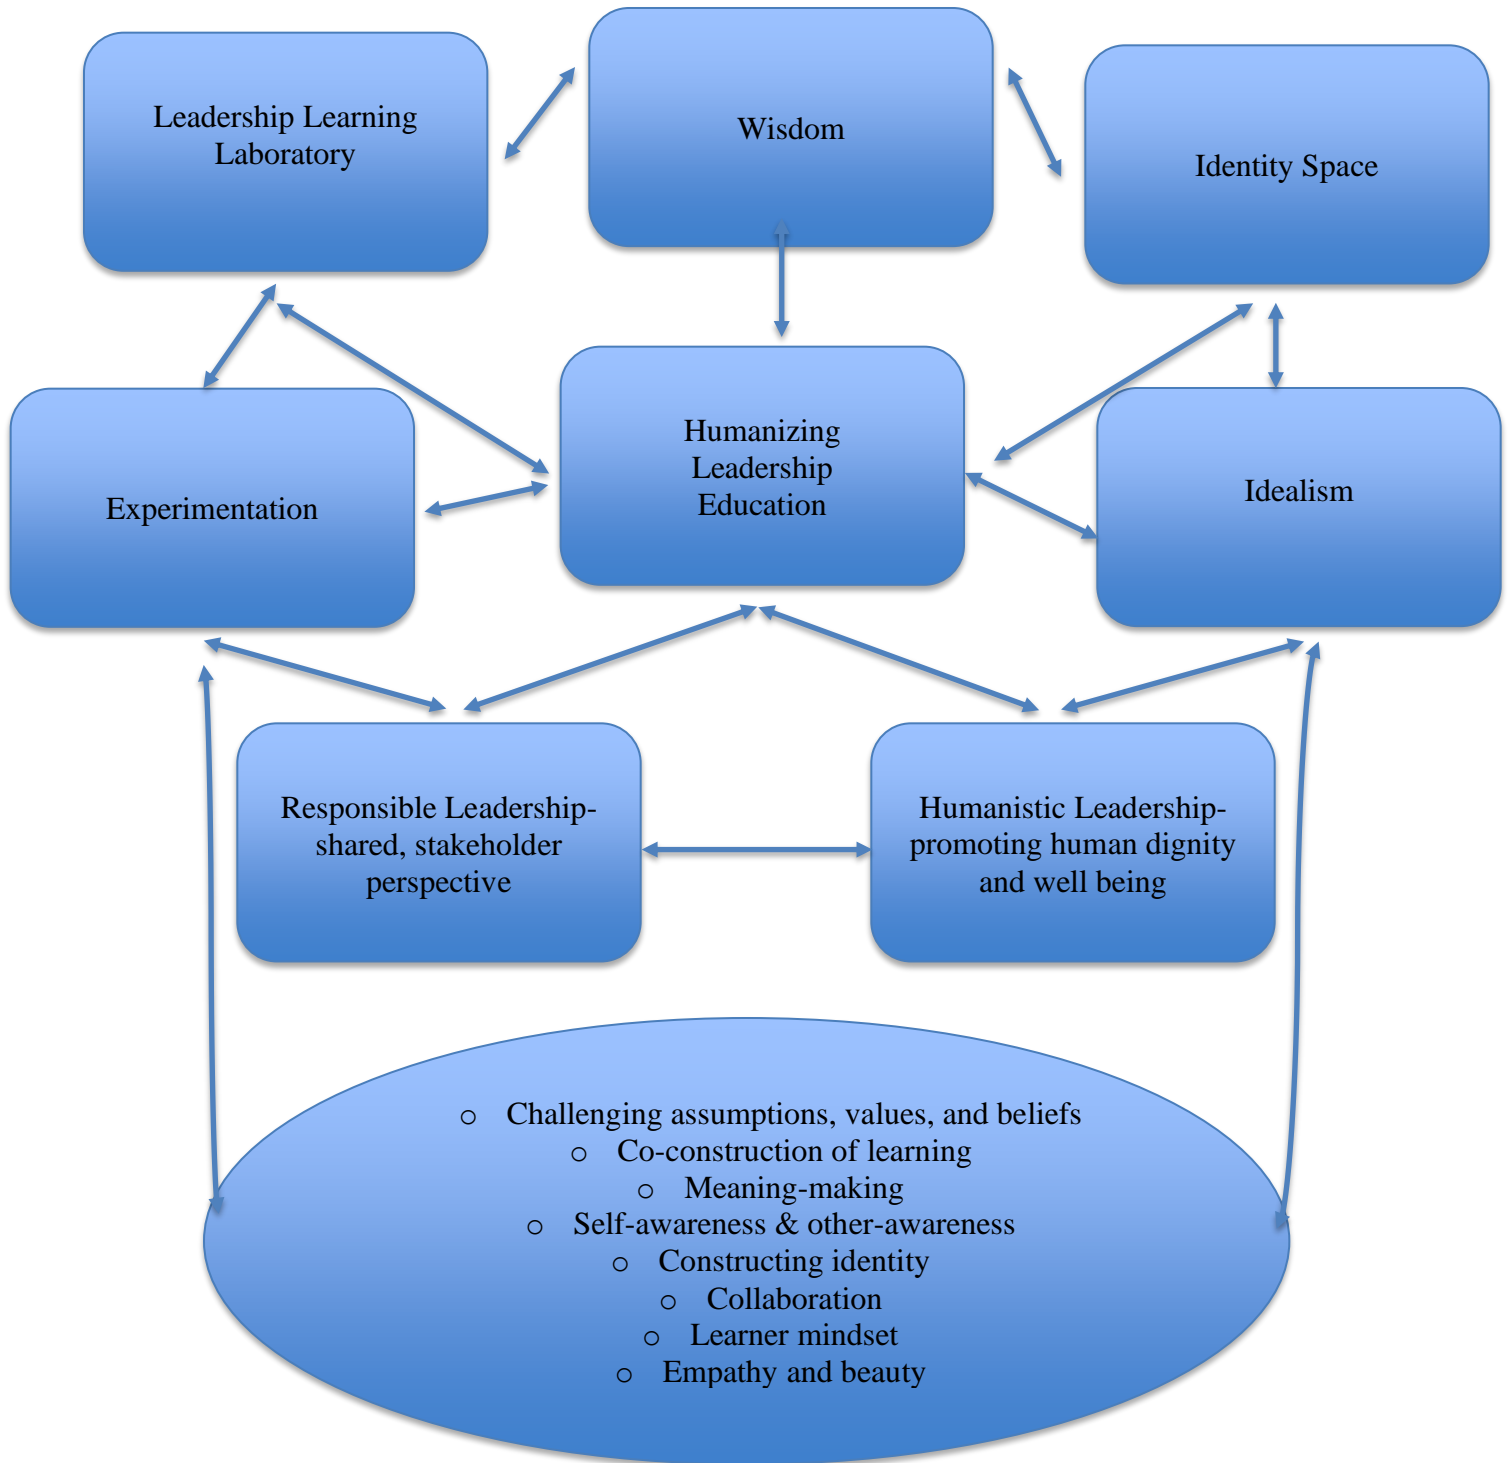 Leadership Learning
Laboratory
Wisdom
Identity Space
Experimentation
Humanizing
Leadership
Education
Idealism
Responsible Leadership-
shared, stakeholder
perspective
Humanistic Leadership-
promoting human dignity
and well being
o Challenging assumptions, values, and beliefs
o Co-construction of learning
o Meaning-making
o Self-awareness & other-awareness
o Constructing identity
o Collaboration
o Learner mindset
o Empathy and beauty